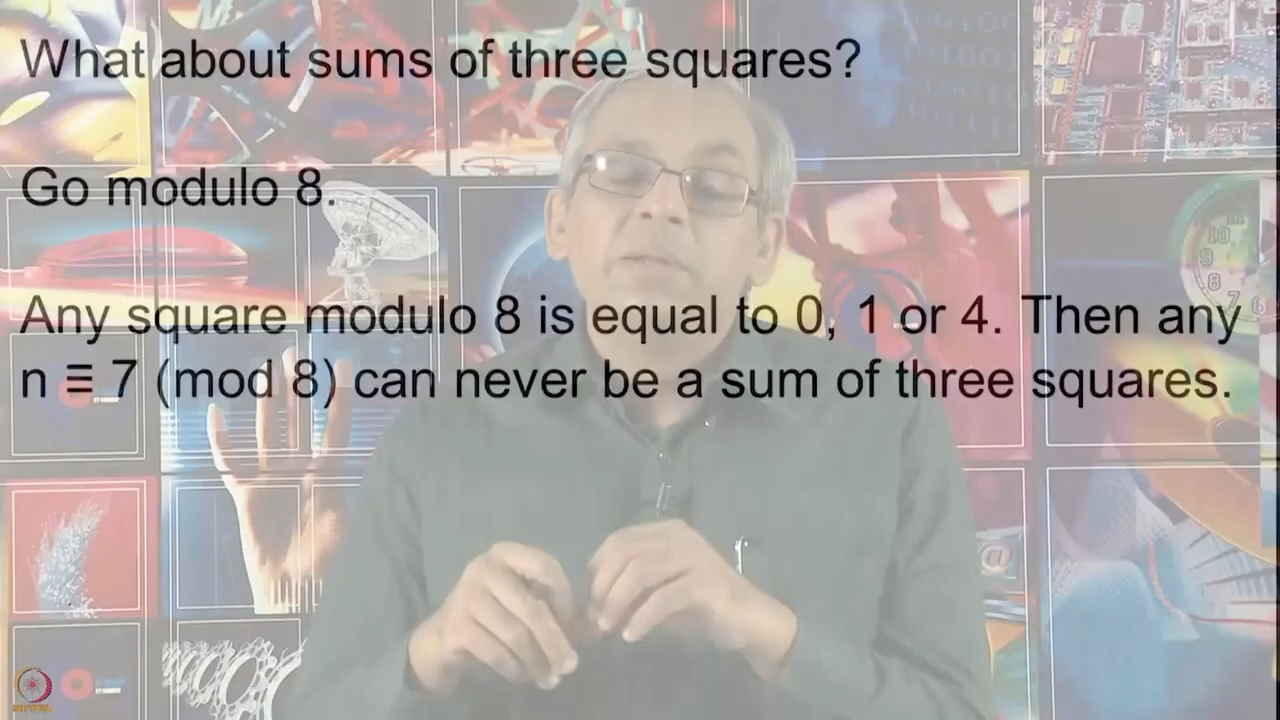 What about sums of three squares?
Go modulo 8.
Any square modulo 8 is equal to 0, 1 or 4. Then any
n ≡ 7 (mod 8) can never be a sum of three squares.